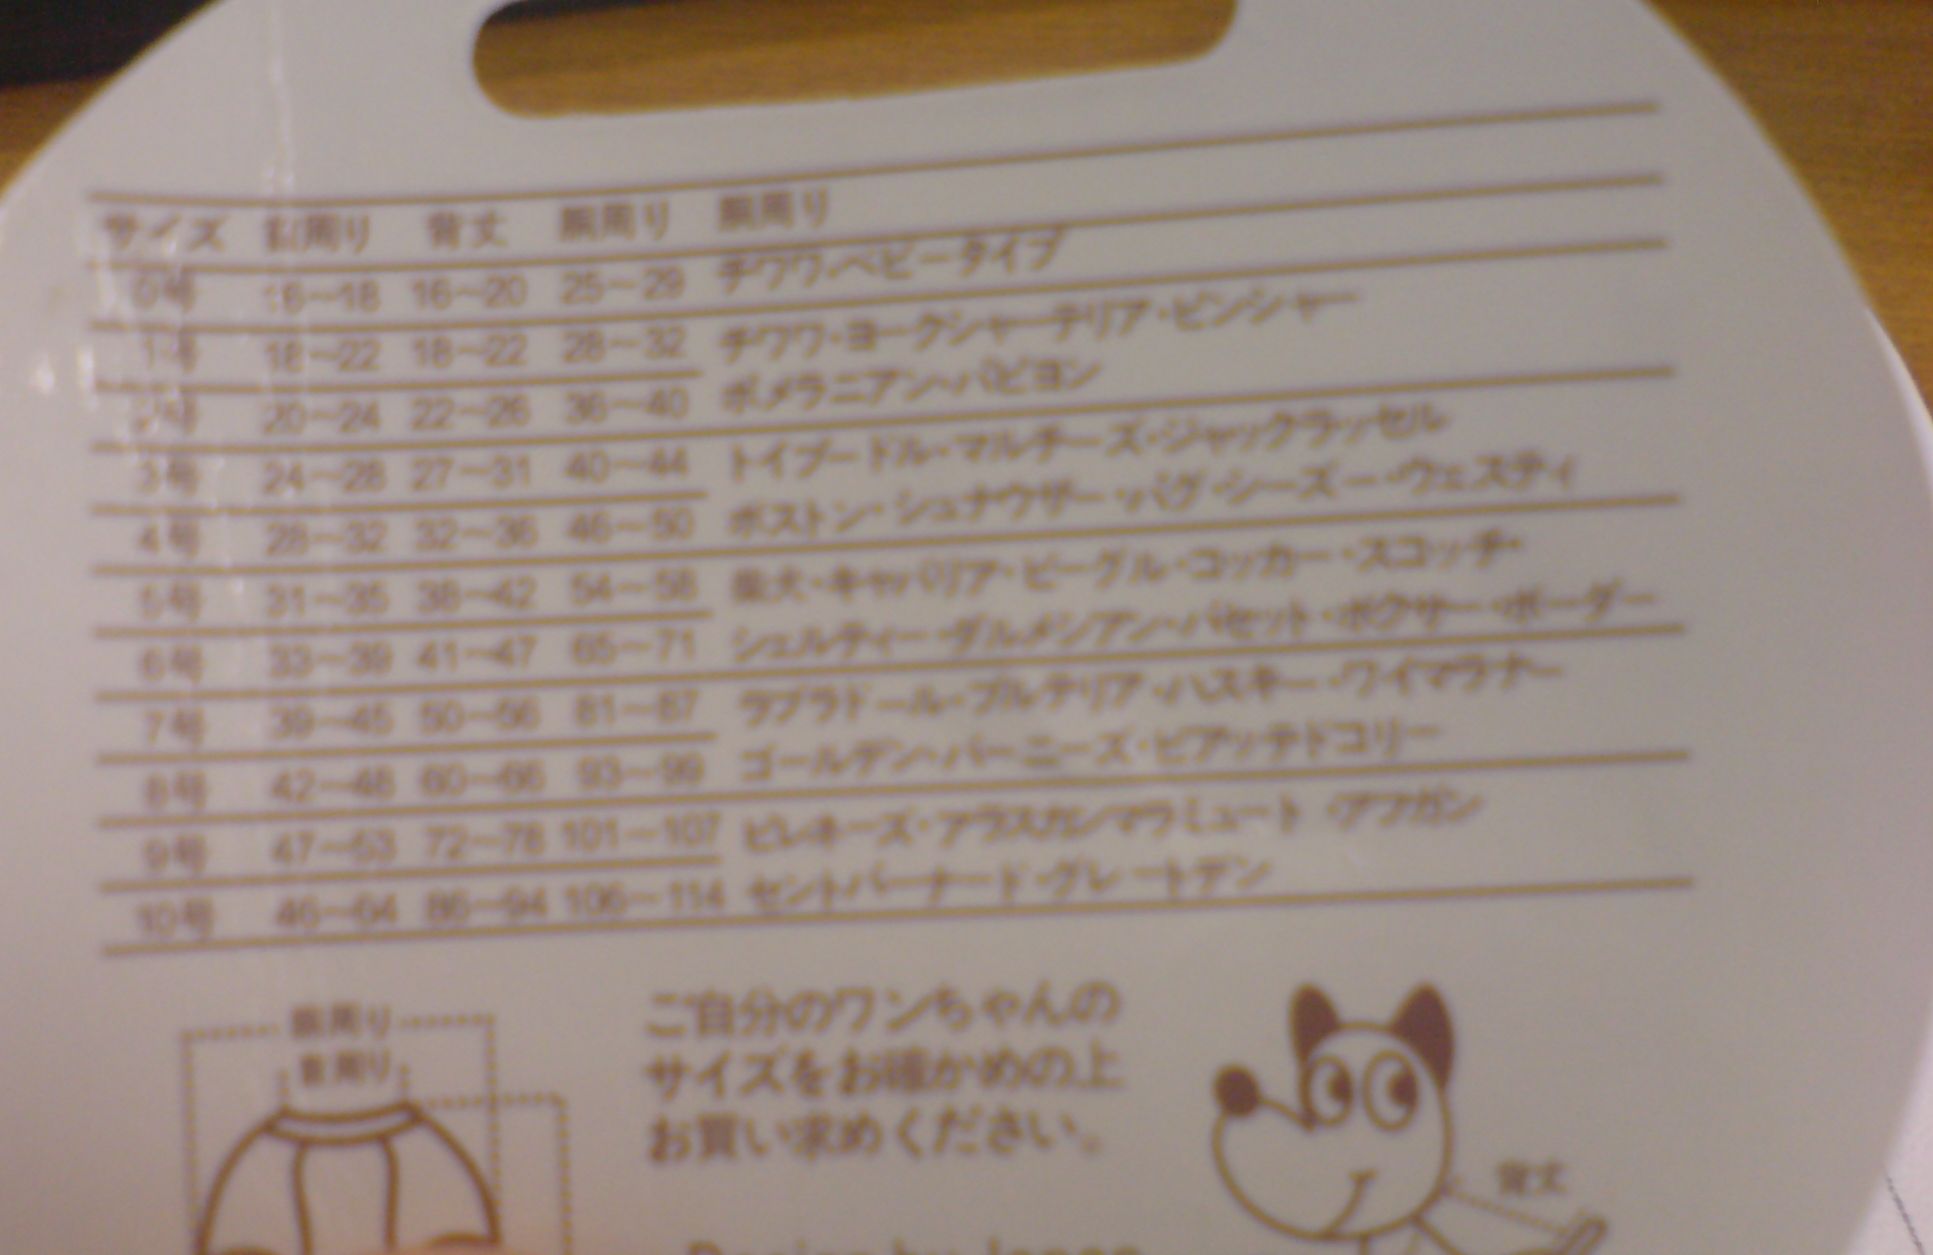 サイズ 首周り 背丈 胴周り 胴周り
0号 16〜18 16〜20 25〜29 チワワ・ベビータイプ
1号 18〜22 18〜22 28〜32 チワワ・ヨークシャーテリア・ピンシャー
2号 20〜24 22〜26 36〜40 ポメラニアン・パピヨン
3号 24〜28 27〜31 40〜44 トイプードル・マルチーズ・ジャックラッセル
4号 28〜32 32〜36 46〜50 ボストン・シュナウザー・パグ・シーズー・ウェスティ
5号 31〜35 38〜42 54〜58 柴犬・キャバリア・ビーグル・コッカー・スコッチ・
6号 33〜39 41〜47 65〜71 シェルティー・ダルメシアン・バセット・ボクサー・ボーダー
7号 39〜45 50〜56 81〜87 ラブラドール・ブルテリア・ハスキー・ワイマラナー
8号 42〜48 60〜66 93〜99 ゴールデン・バーニーズ・ビアッテドコリー
9号 47〜53 72〜78 101〜107 ピレネーズ・アラスカンマラミュート・アフガン
10号 46〜64 86〜94 106〜114 セントバーナード・グレートデン
胴周り
首周り
ご自分のワンちゃんの
サイズをお確かめの上
お買い求めください。
背丈
Design by Japan